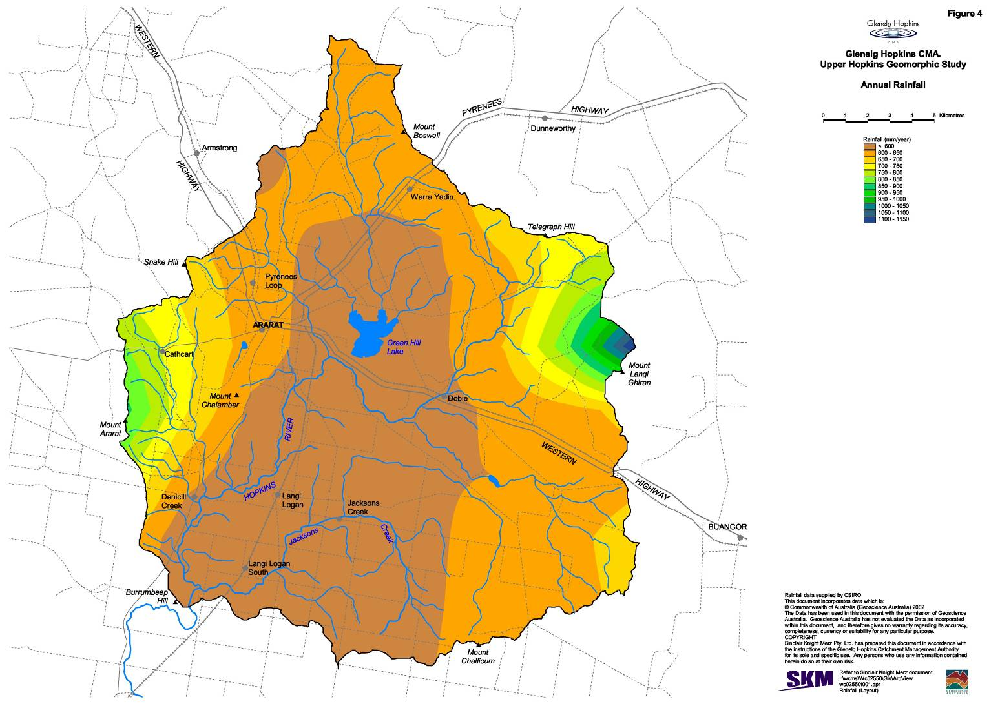 Figure 4
Glenelg Hopkins
CMA
Glenelg Hopkins CMA.
Upper Hopkins Geomorphic Study
Annual Rainfall
0 1 2 3 4 5 Kilometres
Rainfall (mm/year)
< 600
600 - 650
650 - 700
700 - 750
750 - 800
800 - 850
850 - 900
900 - 950
950 - 1000
1000 - 1050
1050 - 1100
1100 - 1150
WESTERN
HIGHWAY
Armstrong
PYRENEES
HIGHWAY
Dunneworthy
Mount
Boswell
Warra Yadin
Telegraph Hill
Snake Hill
Pyrenees
Loop
ARARAT
Green Hill
Lake
Cathcart
Mount
Langi
Ghiran
Mount
Chalamber
Dobie
Mount
Ararat
RIVER
HOPKINS
WESTERN
HIGHWAY
Denicill
Creek
Langi
Logan
Jacksons
Creek
Jacksons
Creek
BUANGOR
Langi Logan
South
Burrumbeep
Hill
Mount
Challicum
Rainfall data supplied by CSIRO
This document incorporates data which is:
© Commonwealth of Australia (Geoscience Australia) 2002
The Data has been used in this document with the permission of Geoscience
Australia. Geoscience Australia has not evaluated the Data as incorporated
within this document, and therefore gives no warranty regarding its accuracy,
completeness, currency or suitability for any particular purpose.
COPYRIGHT
Sinclair Knight Merz Pty. Ltd. has prepared this document in accordance with
the instructions of the Glenelg Hopkins Catchment Management Authority
for its sole and specific use. Any persons who use any information contained
herein do so at their own risk.
SKM
Refer to Sinclair Knight Merz document
I:\wcms\Wc02550\Gis\ArcView
wc02550\001.apr
Rainfall (Layout)
GEOSCIENCE
AUSTRALIA